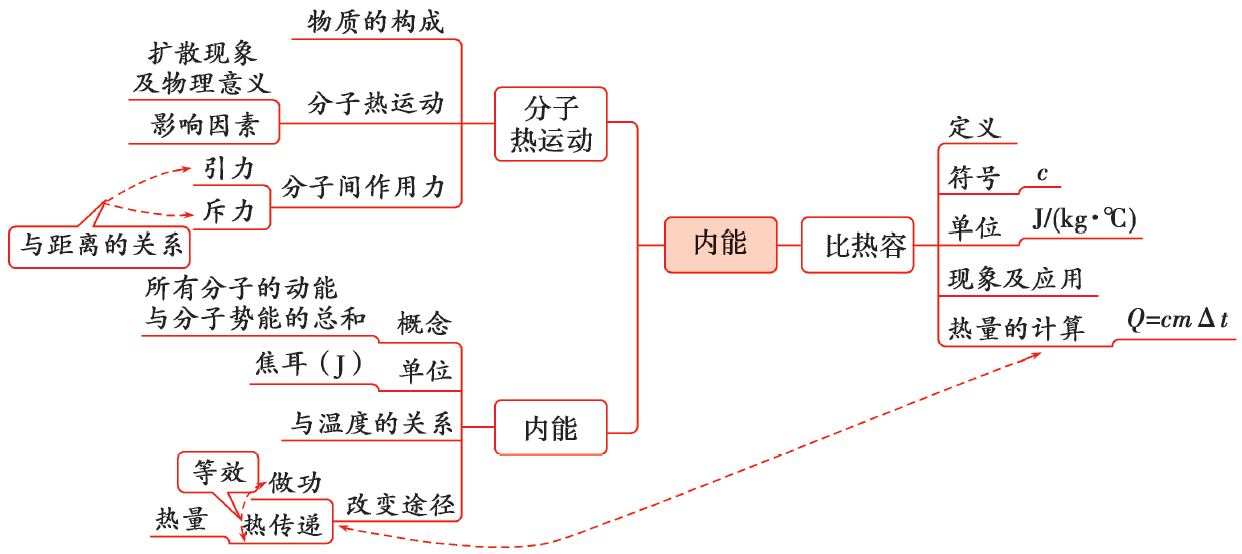 物质的构成
扩散现象
及物理意义
影响因素
分子热运动
引力
斥力
分子间作用力
与距离的关系
分子
热运动
所有分子的动能
与分子势能的总和
概念
焦耳（J）
单位
与温度的关系
等效
做功
热量
热传递
改变途径
内能
内能
比热容
定义
符号
c
单位
J/(kg·℃)
现象及应用
热量的计算
Q=cmΔt